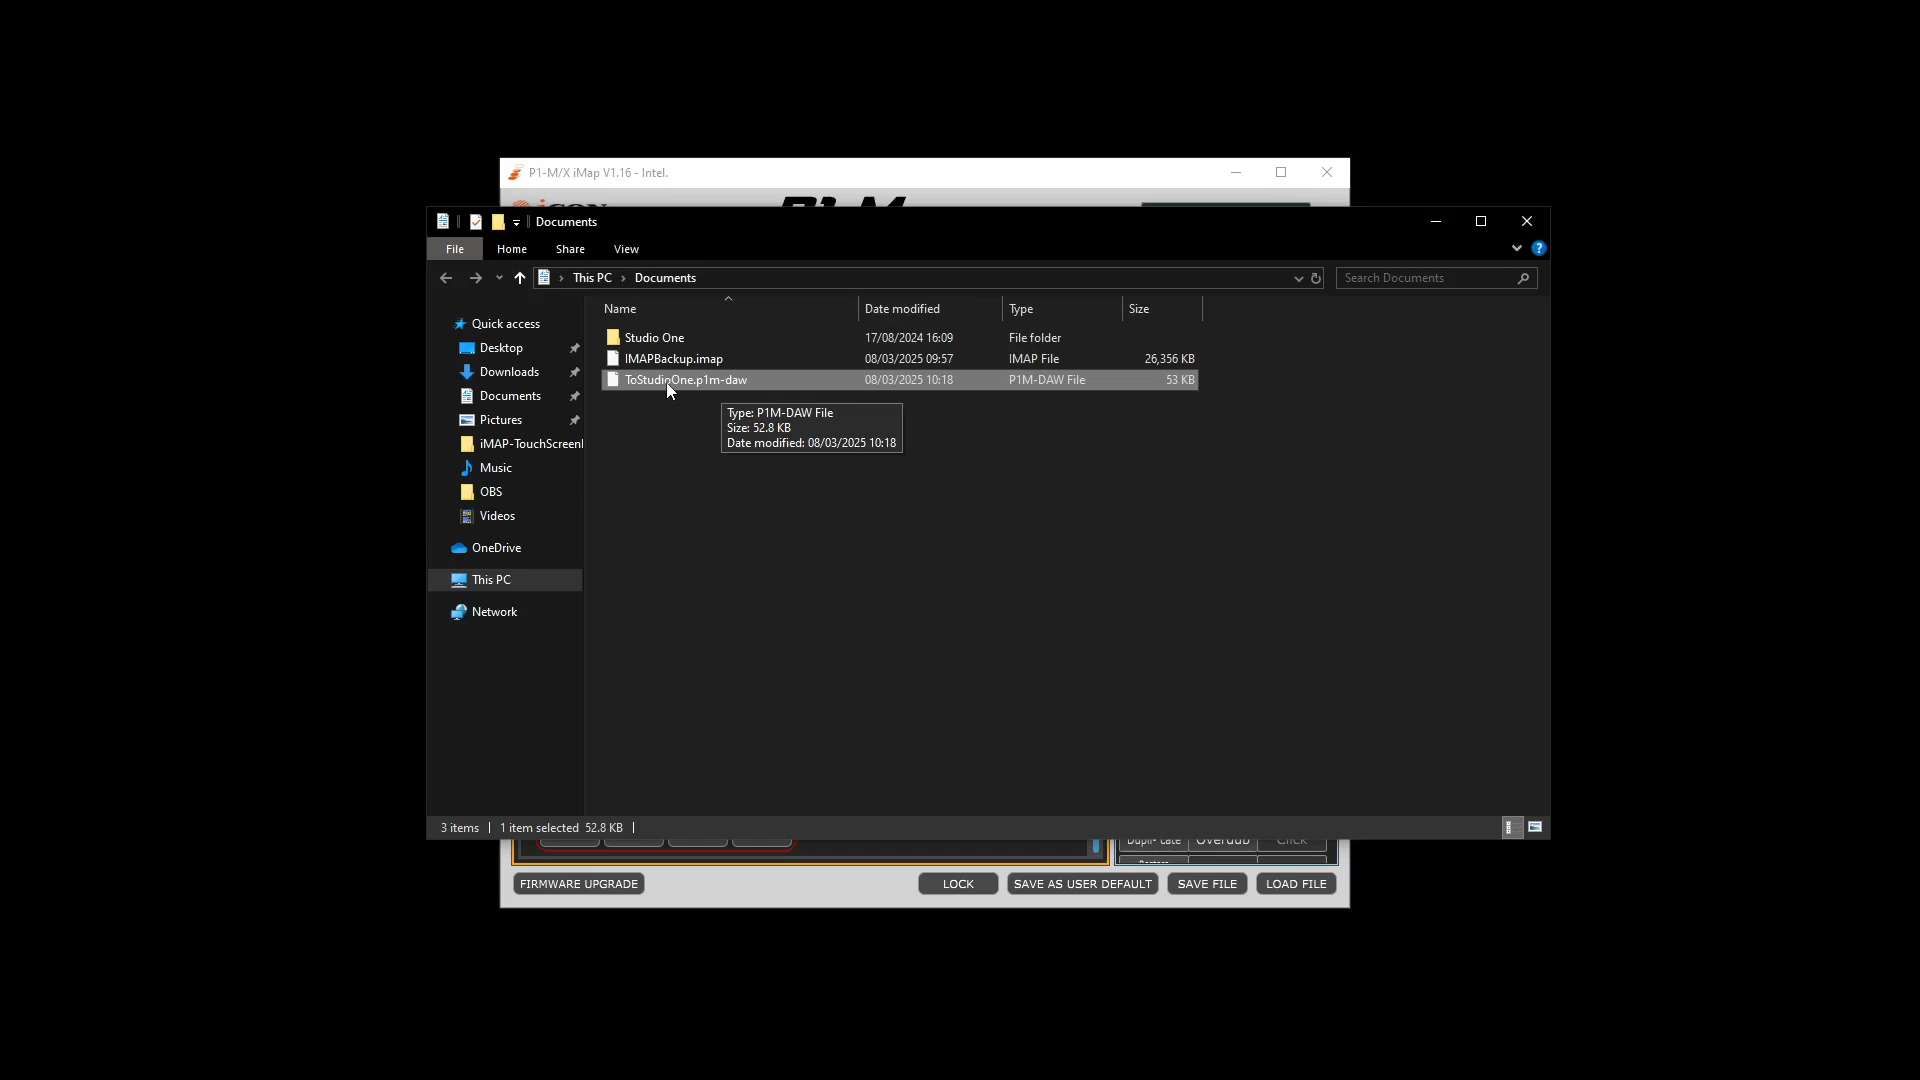 P1-M/X iMap V1.16 - Intel.
Documents
File Home Share View
This PC › Documents
Search Documents
Name Date modified Type Size
Quick access
Desktop
Downloads
Documents
Pictures
iMAP-TouchScreenI
Music
OBS
Videos
OneDrive
This PC
Network
Studio One 17/08/2024 16:09 File folder
IMAPBackup.imap 08/03/2025 09:57 IMAP File 26,356 KB
ToStudioOne.p1m-daw 08/03/2025 10:18 P1M-DAW File 53 KB
Type: P1M-DAW File
Size: 52.8 KB
Date modified: 08/03/2025 10:18
3 items 1 item selected 52.8 KB
Dupli- cate Overdub Click
FIRMWARE UPGRADE LOCK SAVE AS USER DEFAULT SAVE FILE LOAD FILE